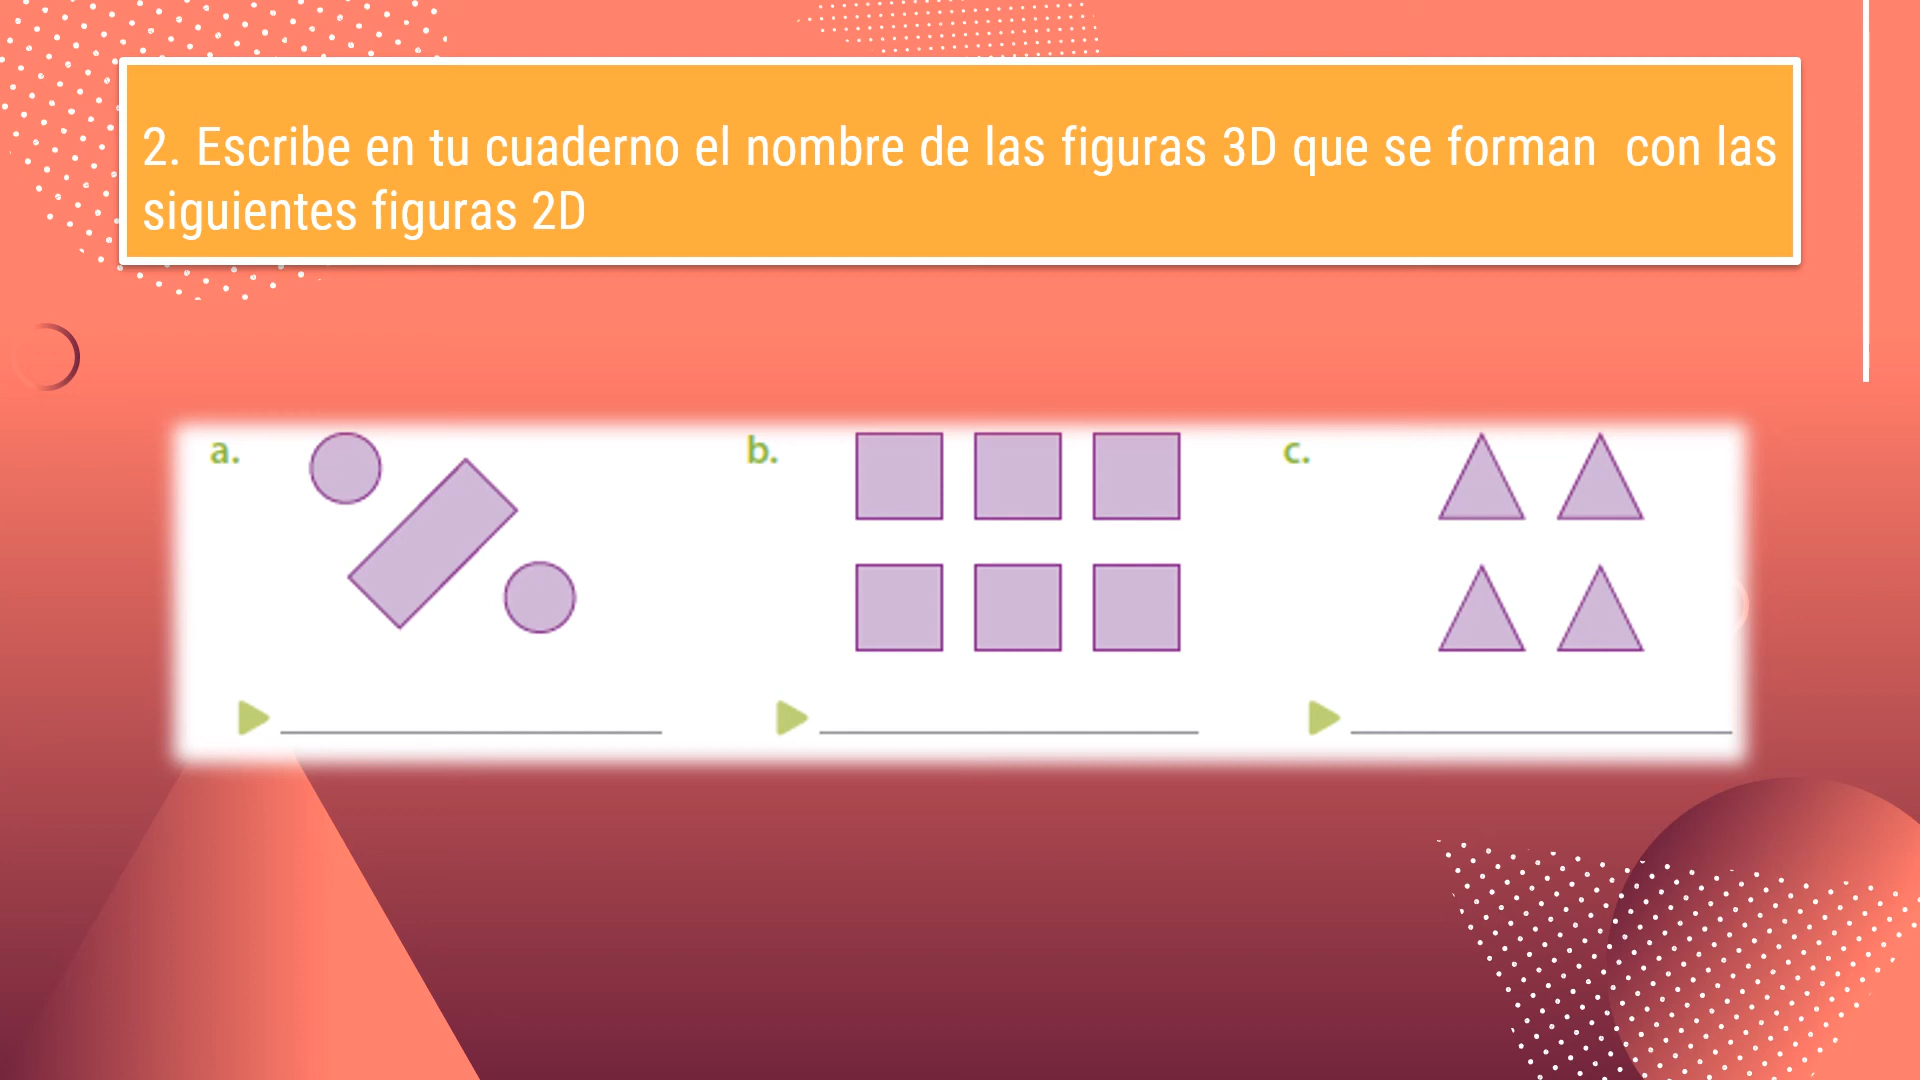 2. Escribe en tu cuaderno el nombre de las figuras 3D que se forman  con las
siguientes figuras 2D
a.
b.
c.